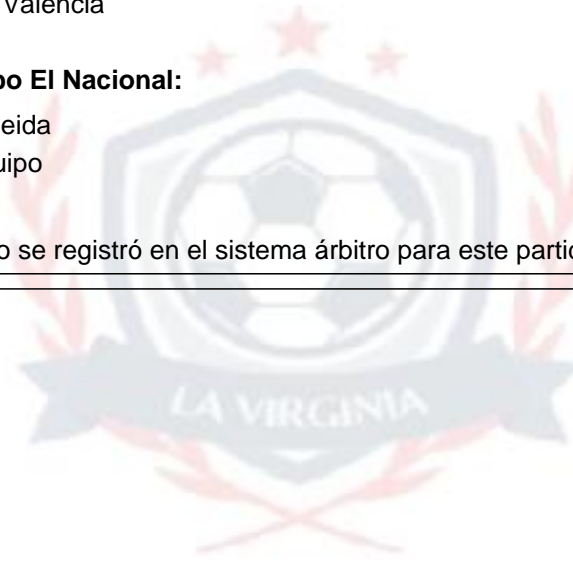 Valencia
po El Nacional:
eida
uipo
o se registró en el sistema árbitro para este partic
LA VIRGINIA